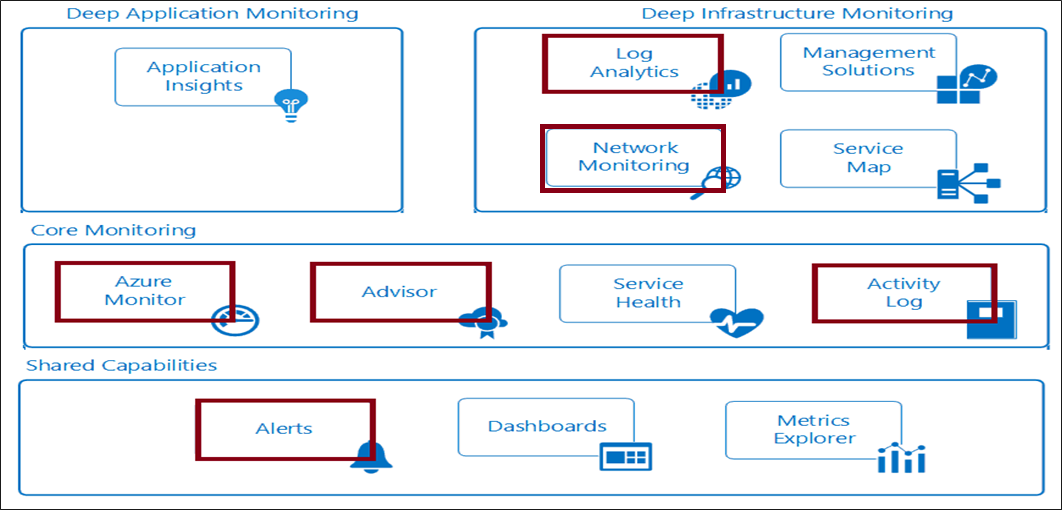 Deep Application Monitoring
Deep Infrastructure Monitoring
Application
Insights
Log
Analytics
Management
Solutions
Network
Monitoring
Service
Map
Core Monitoring
Azure
Monitor
Advisor
Service
Health
Activity
Log
Shared Capabilities
Alerts
Dashboards
Metrics
Explorer